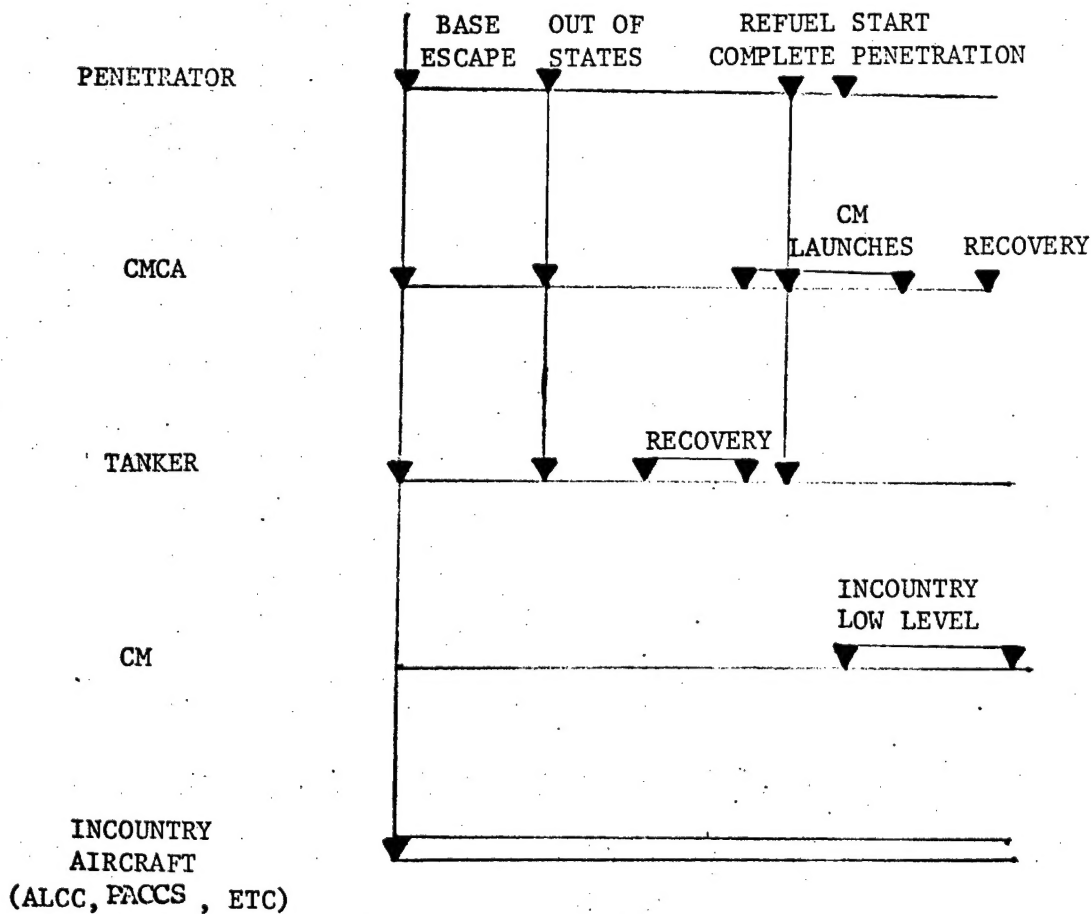 BASE OUT OF REFUEL START
ESCAPE STATES COMPLETE PENETRATION
PENETRATOR
CM
LAUNCHES RECOVERY
CMCA
RECOVERY
TANKER
INCOUNTRY
LOW LEVEL
CM
INCOUNTRY
AIRCRAFT
(ALCC, PACCS , ETC)